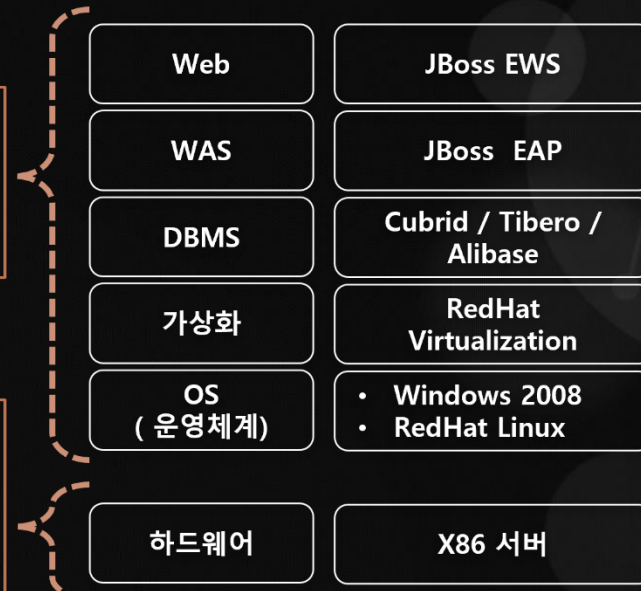 Web
JBoss EWS
WAS
JBoss EAP
DBMS
Cubrid / Tibero /
Alibase
가상화
RedHat
Virtualization
OS
( 운영체계)
• Windows 2008
• RedHat Linux
하드웨어
X86 서버